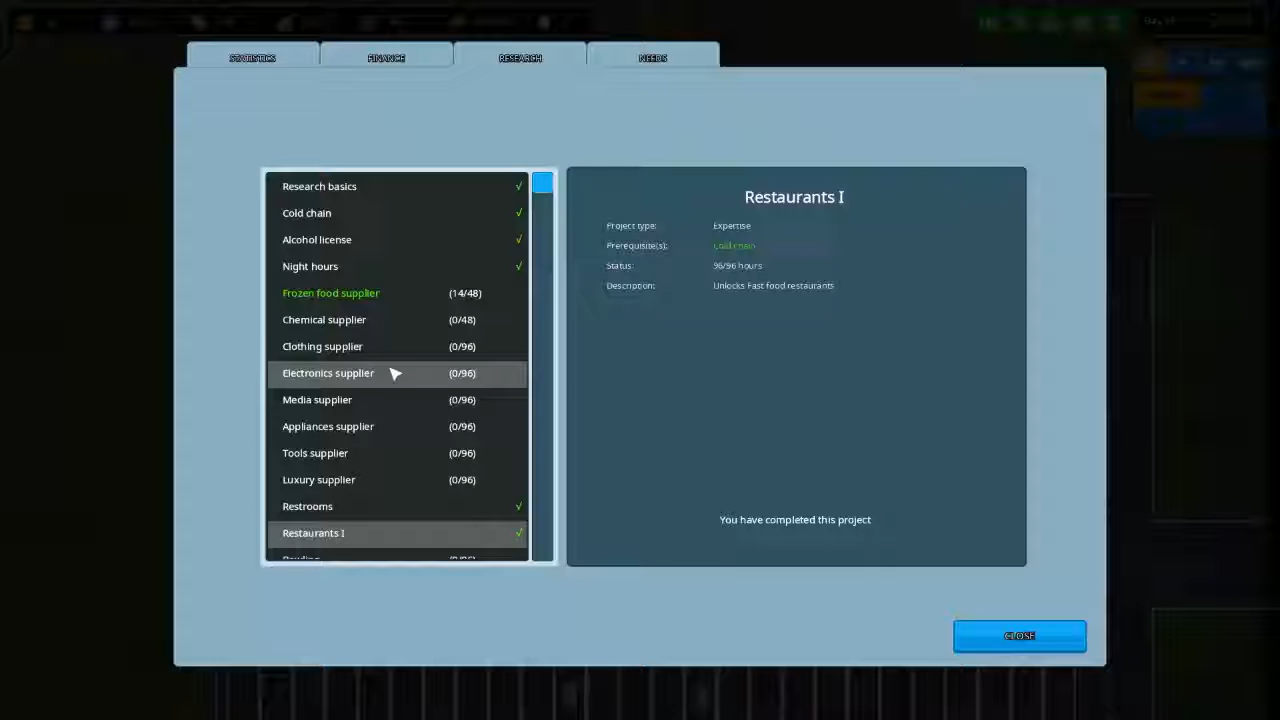 STATISTICS
FINANCE
RESEARCH
NEEDS
Research basics √
Cold chain √
Alcohol license √
Night hours √
Frozen food supplier (14/48)
Chemical supplier (0/48)
Clothing supplier (0/96)
Electronics supplier (0/96)
Media supplier (0/96)
Appliances supplier (0/96)
Tools supplier (0/96)
Luxury supplier (0/96)
Restrooms √
Restaurants I √
Restaurants I
Project type: Expertise
Prerequisite(s): Cold chain
Status: 96/96 hours
Description: Unlocks Fast food restaurants
You have completed this project
CLOSE